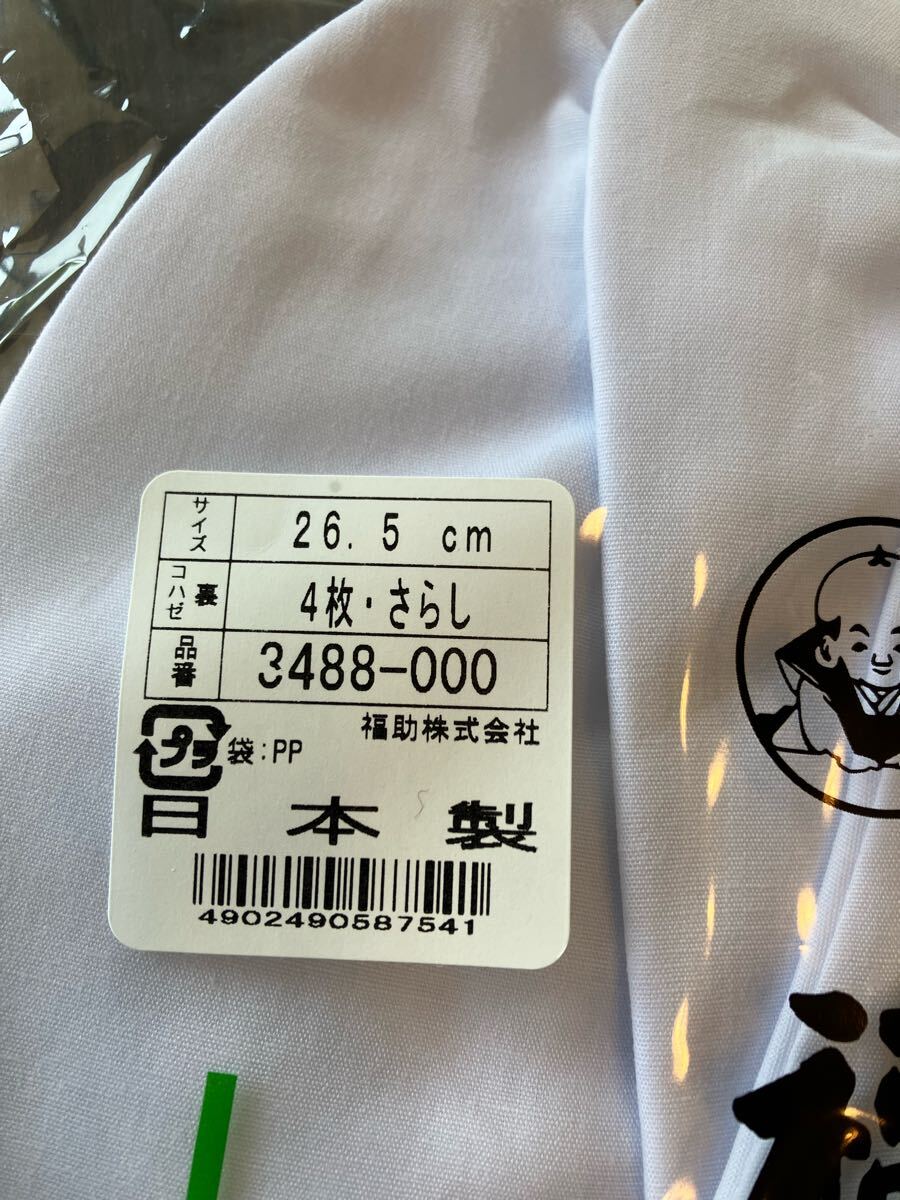 サイズ 26.5 cm
コハゼ 裏 4枚・さらし
品番 3488-000
福助株式会社
プラ 袋:PP
日本製
4902490587541